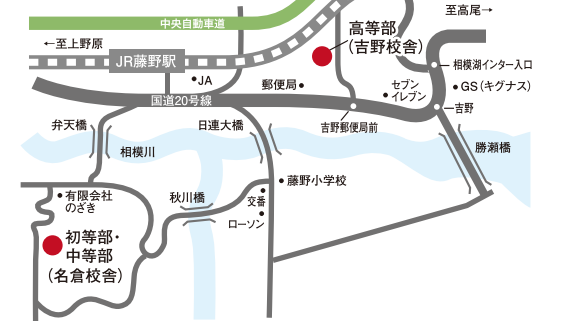 至高尾→
中央自動車道
高等部
(吉野校舎)
←至上野原
JR藤野駅
相模湖インター入口
JA
郵便局
セブン
イレブン
GS(キグナス)
国道20号線
吉野
吉野郵便局前
弁天橋
日連大橋
相模川
勝瀬橋
藤野小学校
有限会社
のざき
秋川橋
交番
ローソン
初等部・
中等部
(名倉校舎)